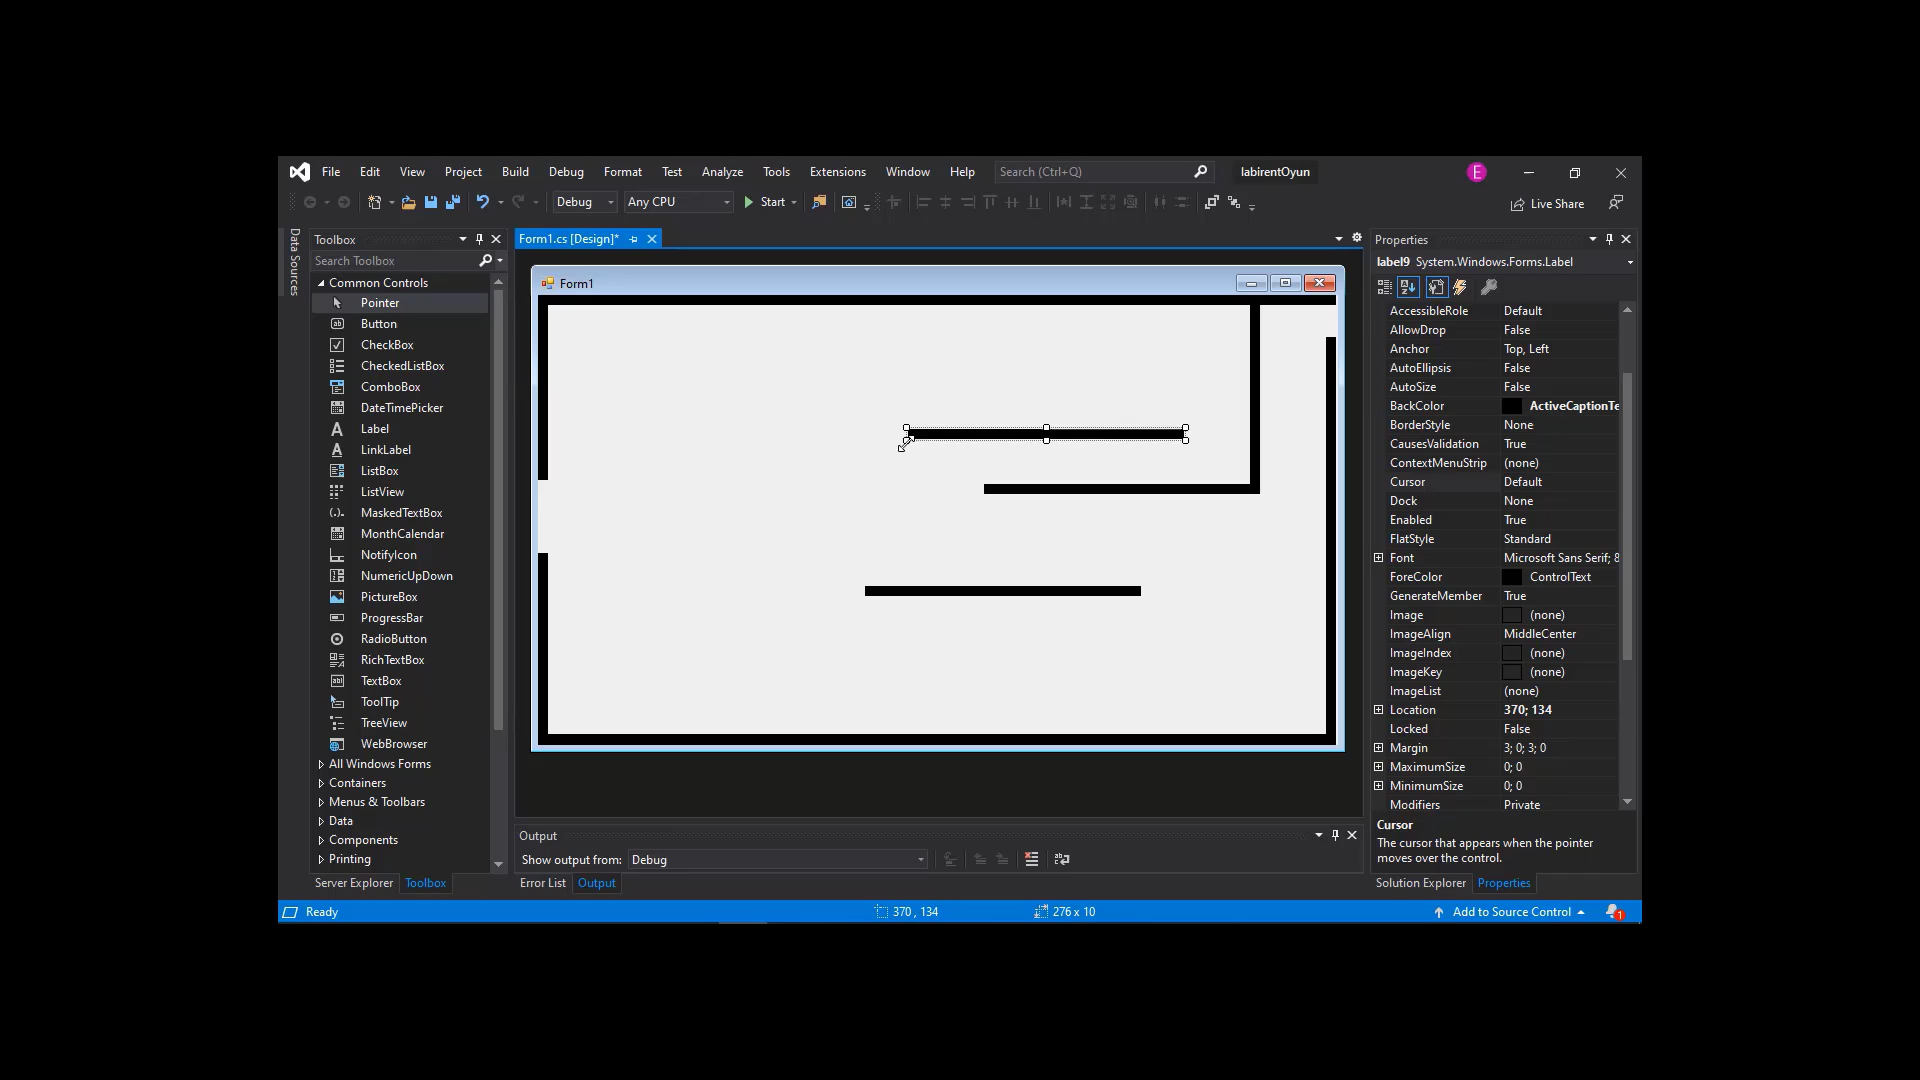 File Edit View Project Build Debug Format Test Analyze Tools Extensions Window Help Search (Ctrl+Q) labirentOyun E
Debug Any CPU Start Live Share
Data Sources
Toolbox
Search Toolbox
Common Controls
Pointer
Button
CheckBox
CheckedListBox
ComboBox
DateTimePicker
Label
LinkLabel
ListBox
ListView
MaskedTextBox
MonthCalendar
NotifyIcon
NumericUpDown
PictureBox
ProgressBar
RadioButton
RichTextBox
TextBox
ToolTip
TreeView
WebBrowser
All Windows Forms
Containers
Menus & Toolbars
Data
Components
Printing
Server Explorer Toolbox
Form1.cs [Design]*
Form1
Output
Show output from: Debug
Error List Output
Properties
label9 System.Windows.Forms.Label
AccessibleRole Default
AllowDrop False
Anchor Top, Left
AutoEllipsis False
AutoSize False
BackColor ActiveCaptionTe
BorderStyle None
CausesValidation True
ContextMenuStrip (none)
Cursor Default
Dock None
Enabled True
FlatStyle Standard
Font Microsoft Sans Serif; 8
ForeColor ControlText
GenerateMember True
Image (none)
ImageAlign MiddleCenter
ImageIndex (none)
ImageKey (none)
ImageList (none)
Location 370; 134
Locked False
Margin 3; 0; 3; 0
MaximumSize 0; 0
MinimumSize 0; 0
Modifiers Private
Cursor
The cursor that appears when the pointer
moves over the control.
Solution Explorer Properties
Ready 370 , 134 276 x 10 Add to Source Control 1